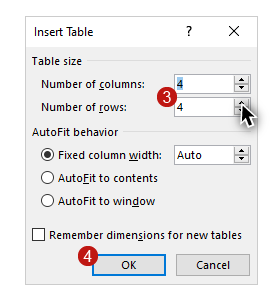 Insert Table ? ×
Table size
Number of columns: 4
3
Number of rows: 4
AutoFit behavior
Fixed column width: Auto
AutoFit to contents
AutoFit to window
Remember dimensions for new tables
4
OK Cancel